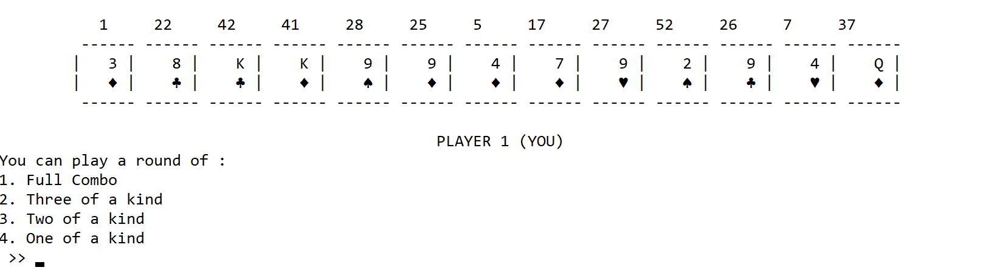 1 22 42 41 28 25 5 17 27 52 26 7 37
------ ------ ------ ------ ------ ------ ------ ------ ------ ------ ------ ------ ------
| 3 | 8 | K | K | 9 | 9 | 4 | 7 | 9 | 2 | 9 | 4 | Q |
| ♦ | ♣ | ♣ | ♦ | ♠ | ♦ | ♦ | ♦ | ♥ | ♠ | ♣ | ♥ | ♦ |
------ ------ ------ ------ ------ ------ ------ ------ ------ ------ ------ ------ ------
PLAYER 1 (YOU)
You can play a round of :
1. Full Combo
2. Three of a kind
3. Two of a kind
4. One of a kind
>>